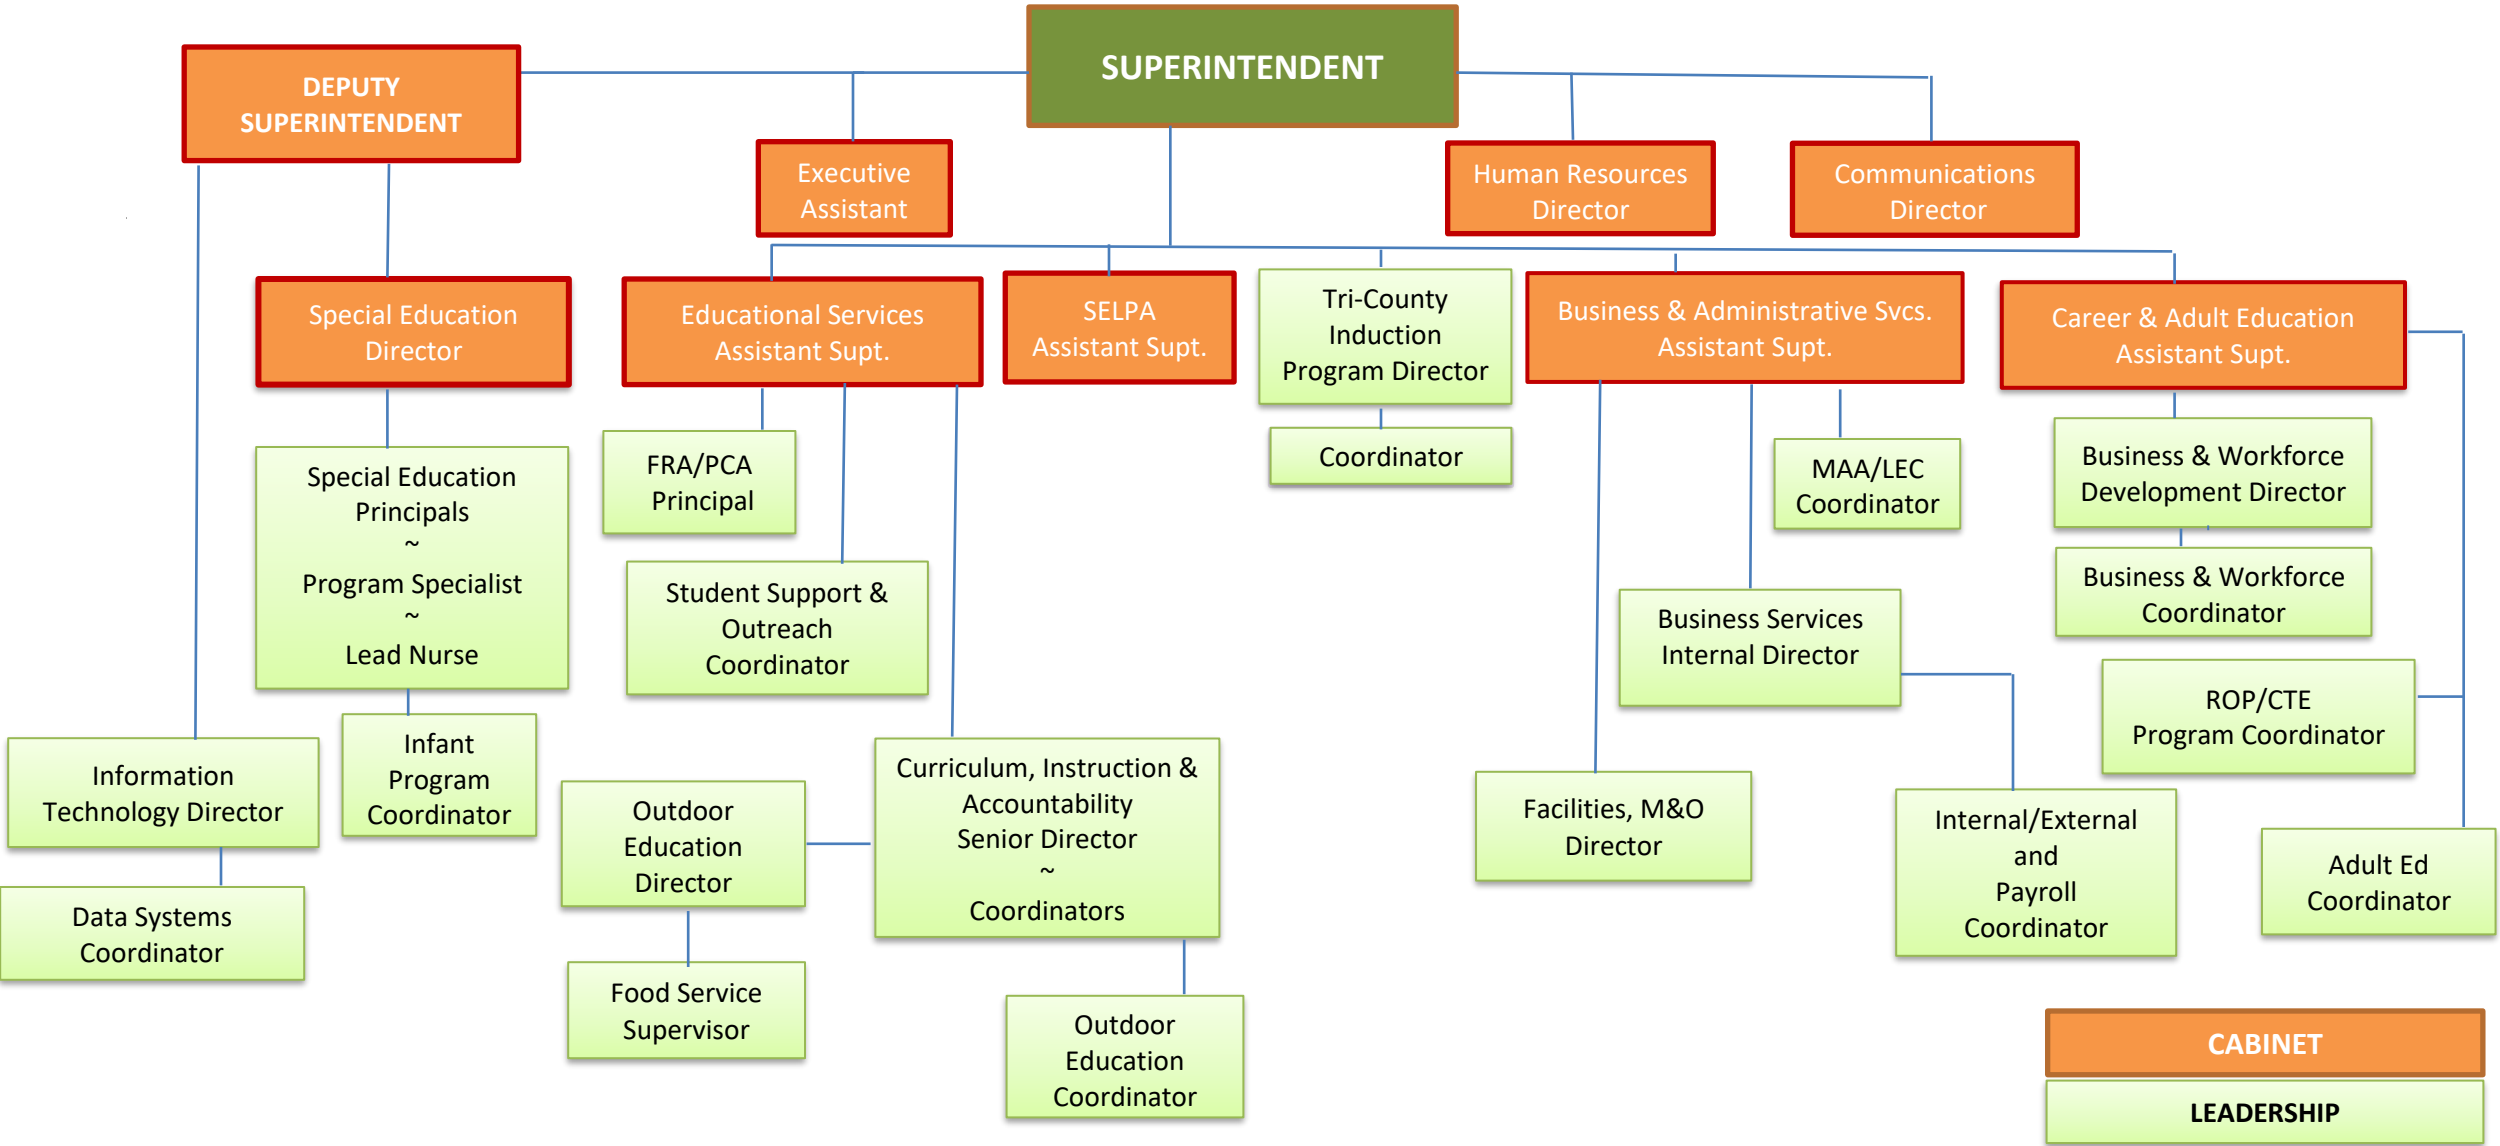 SUPERINTENDENT
DEPUTY
SUPERINTENDENT
Executive
Assistant
Human Resources
Director
Communications
Director
Special Education
Director
Educational Services
Assistant Supt.
SELPA
Assistant Supt.
Tri-County
Induction
Program Director
Business & Administrative Svcs.
Assistant Supt.
Career & Adult Education
Assistant Supt.
Special Education
Principals
~
Program Specialist
~
Lead Nurse
FRA/PCA
Principal
Coordinator
MAA/LEC
Coordinator
Business & Workforce
Development Director
Student Support &
Outreach
Coordinator
Business Services
Internal Director
Business & Workforce
Coordinator
ROP/CTE
Program Coordinator
Information
Technology Director
Infant
Program
Coordinator
Outdoor
Education
Director
Curriculum, Instruction &
Accountability
Senior Director
~
Coordinators
Facilities, M&O
Director
Internal/External
and
Payroll
Coordinator
Adult Ed
Coordinator
Data Systems
Coordinator
Food Service
Supervisor
Outdoor
Education
Coordinator
CABINET
LEADERSHIP